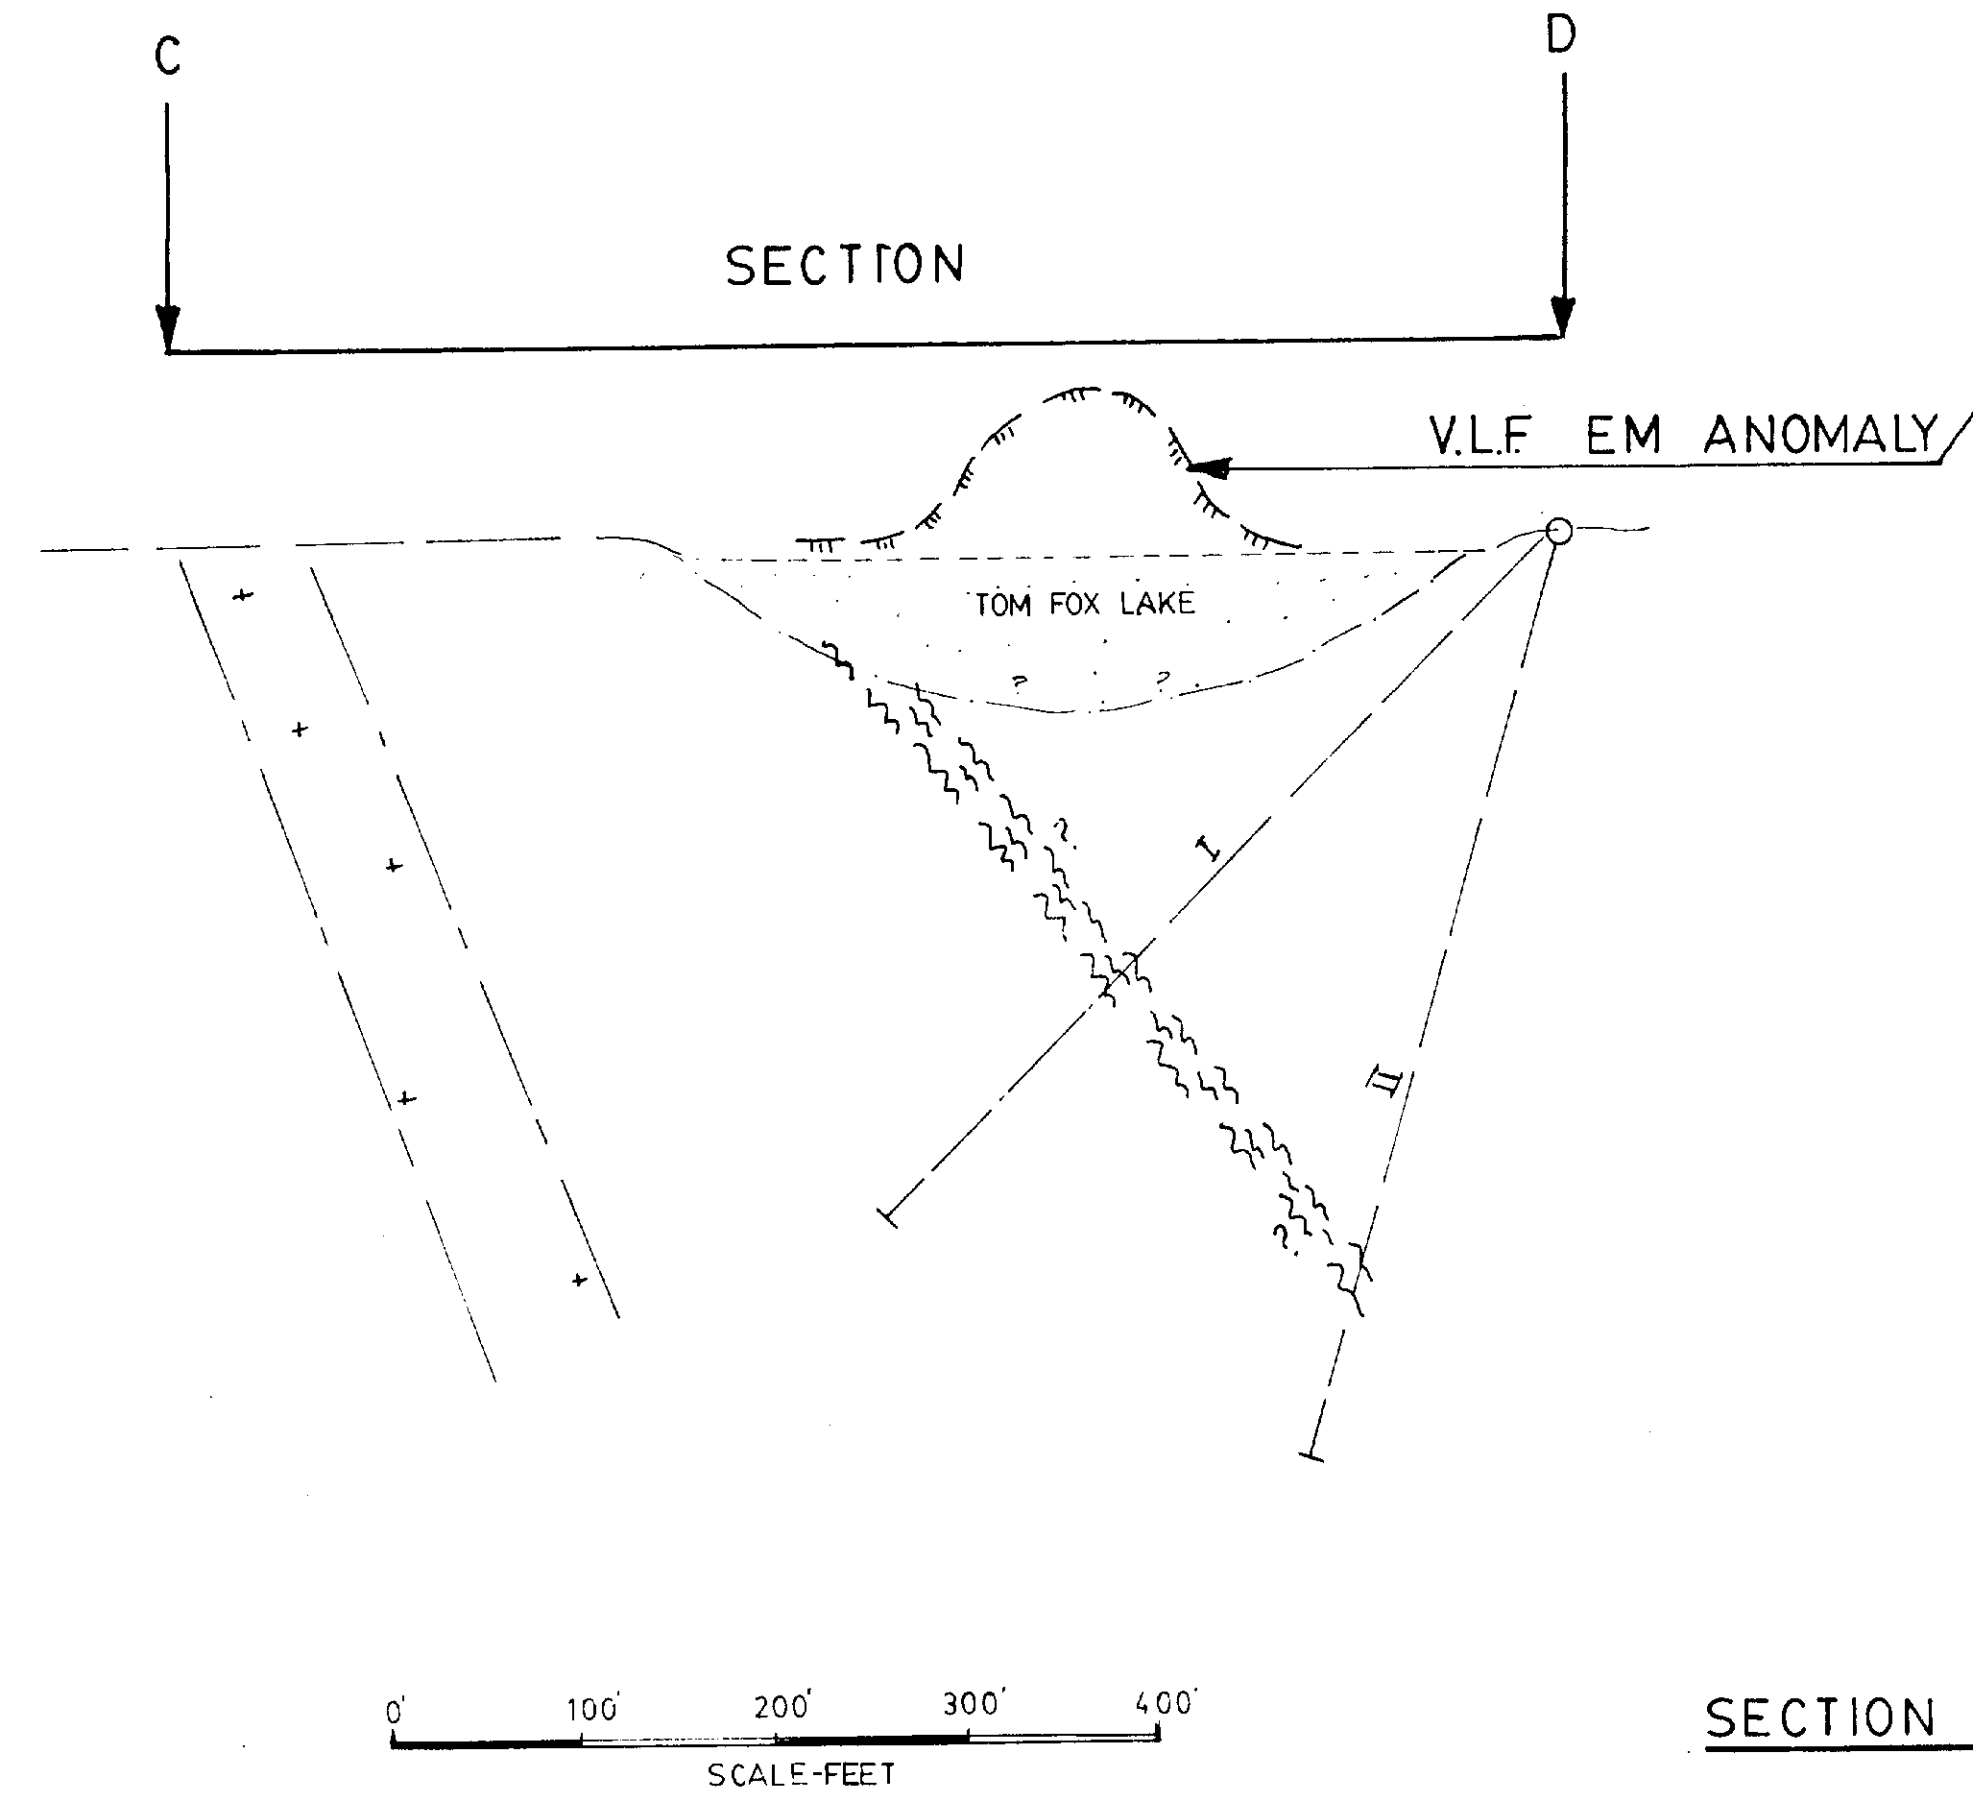 C
D
SECTION
V.L.F. EM ANOMALY
TOM FOX LAKE
? ?
?
I
II
?
0' 100' 200' 300' 400'
SCALE-FEET
SECTION